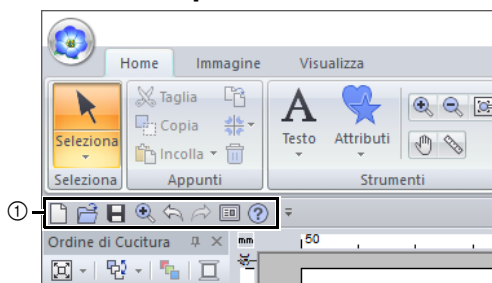 Home Immagine Visualizza
Taglia
Copia
Incolla
Seleziona
Testo Attributi
Seleziona Appunti Strumenti
①
Ordine di Cucitura
mm 50